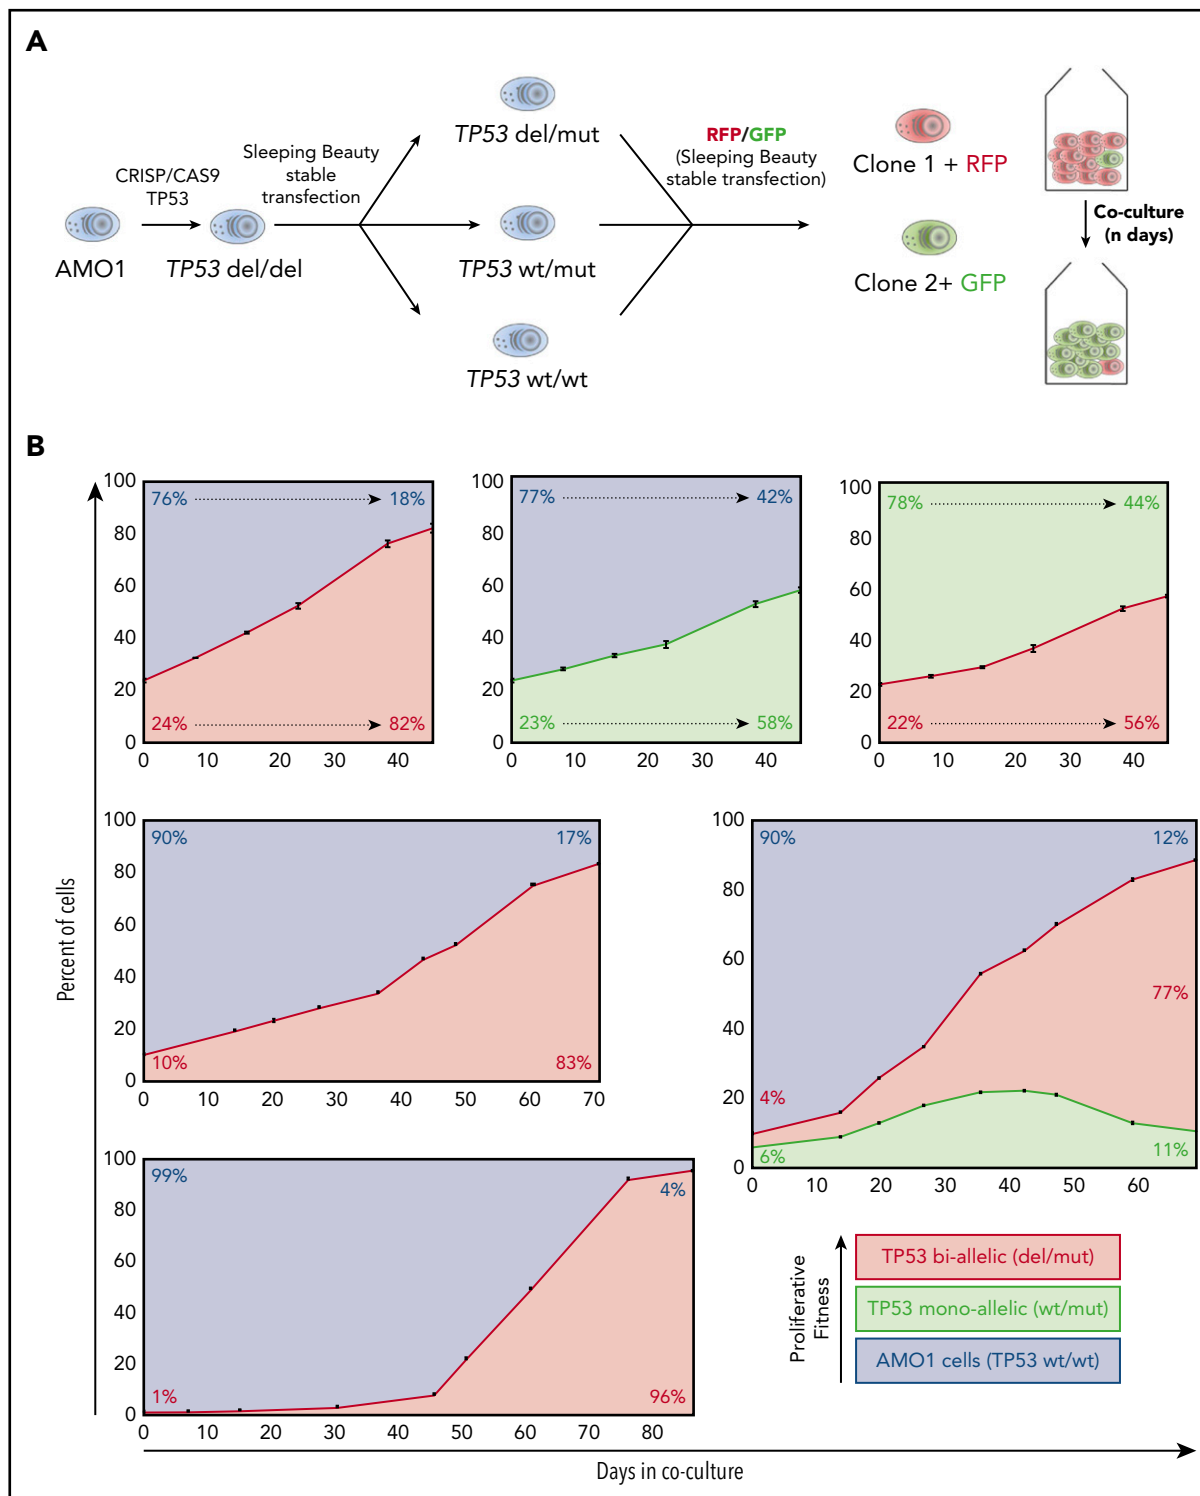 A
CRISP/CAS9
TP53
AMO1
TP53 del/del
Sleeping Beauty
stable
transfection
TP53 del/mut
TP53 wt/mut
TP53 wt/wt
RFP/GFP
(Sleeping Beauty
stable transfection)
Clone 1 + RFP
Clone 2+ GFP
Co-culture
(n days)
B
Percent of cells
100
80
60
40
20
0
76% 18%
24% 82%
0 10 20 30 40
100
80
60
40
20
0
77% 42%
23% 58%
0 10 20 30 40
100
80
60
40
20
0
78% 44%
22% 56%
0 10 20 30 40
100
80
60
40
20
0
90% 17%
10% 83%
0 10 20 30 40 50 60 70
100
80
60
40
20
0
90% 12%
77%
4%
6% 11%
0 10 20 30 40 50 60
100
80
60
40
20
0
99% 4%
1% 96%
0 10 20 30 40 50 60 70 80
Proliferative
Fitness
TP53 bi-allelic (del/mut)
TP53 mono-allelic (wt/mut)
AMO1 cells (TP53 wt/wt)
Days in co-culture